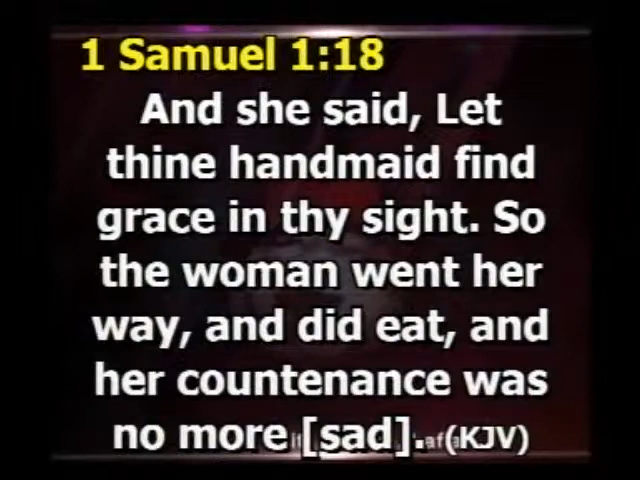 1 Samuel 1:18
And she said, Let
thine handmaid find
grace in thy sight. So
the woman went her
way, and did eat, and
her countenance was
no more [sad]. (KJV)